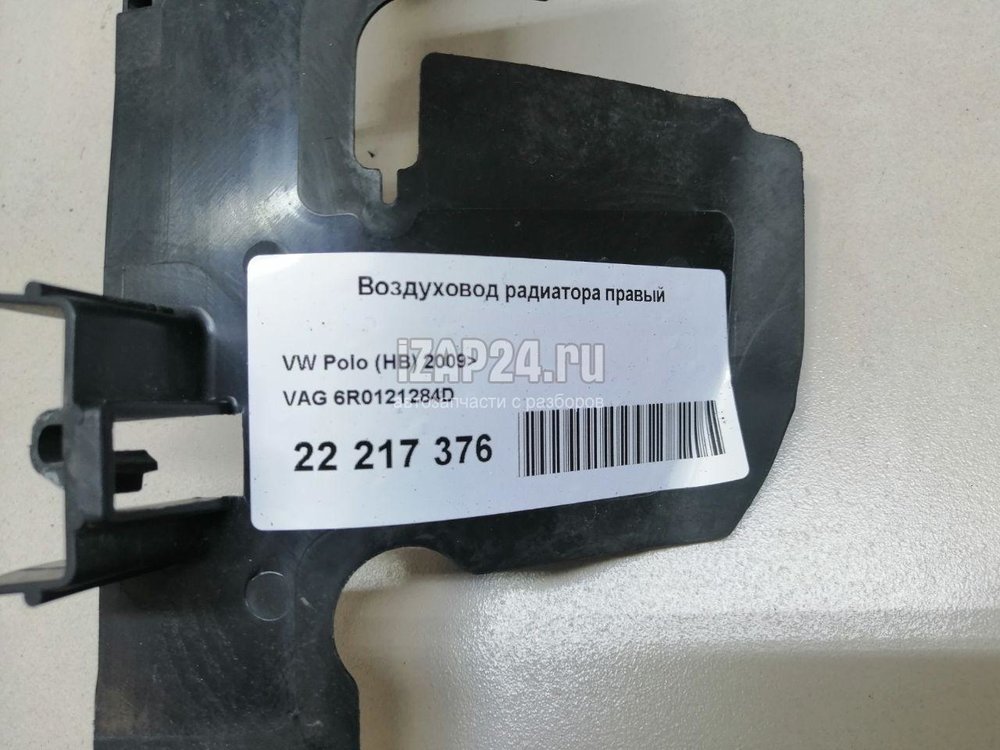 Воздуховод радиатора правый
VW Polo (HB) 2009>
iZAP24.ru
VAG 6R0121284D
автозапчасти с разборов
22 217 376